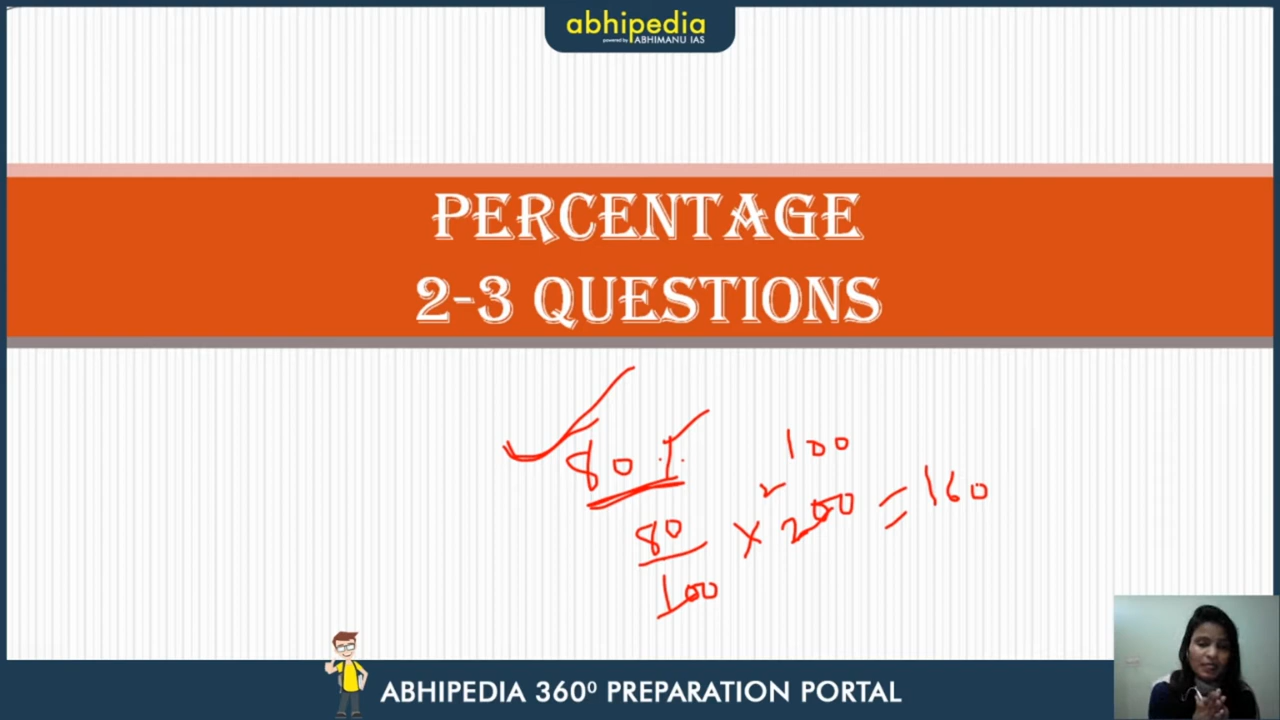 abhipedia
powered by ABHIMANU IAS
PERCENTAGE
2-3 QUESTIONS
80 %
100
80/100 × 200 = 160
2
ABHIPEDIA 360⁰ PREPARATION PORTAL